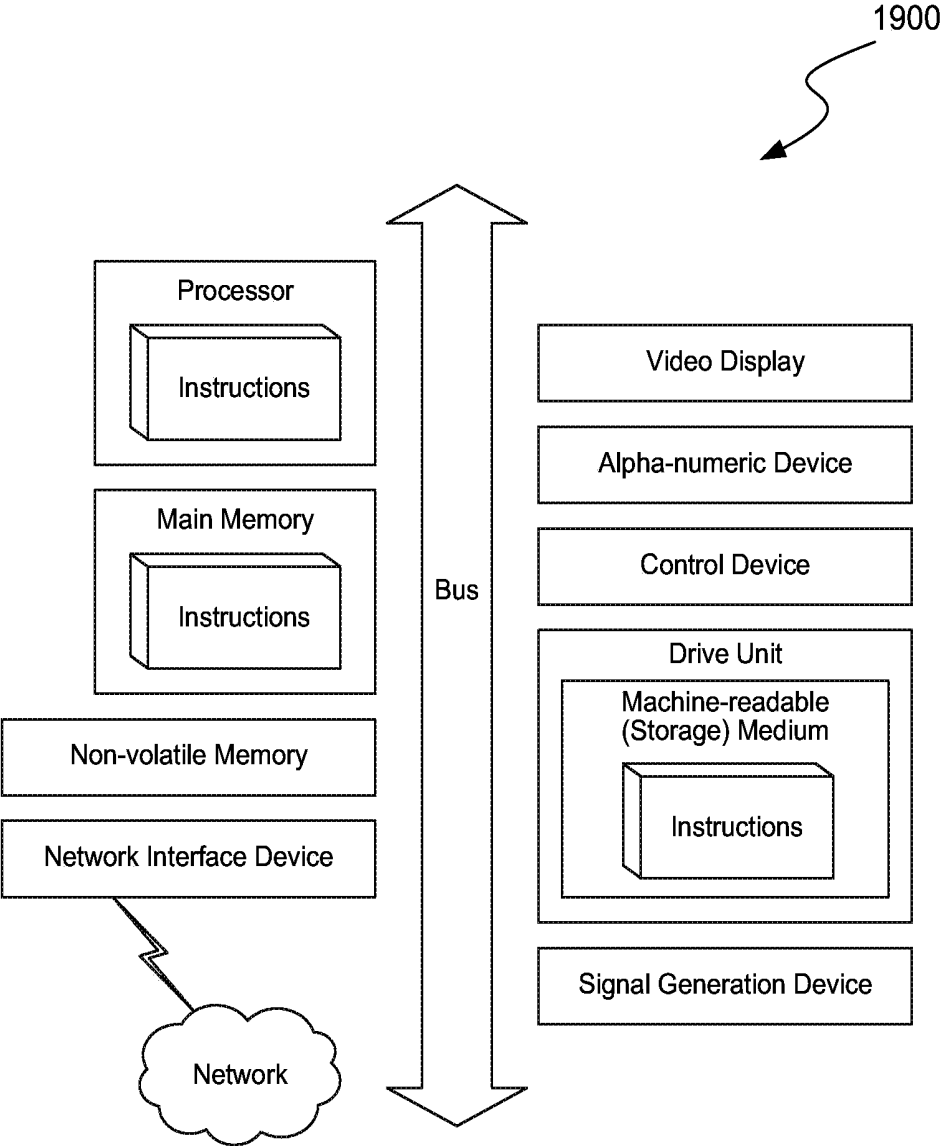 1900
Processor
Instructions
Main Memory
Instructions
Non-volatile Memory
Network Interface Device
Network
Bus
Video Display
Alpha-numeric Device
Control Device
Drive Unit
Machine-readable
(Storage) Medium
Instructions
Signal Generation Device